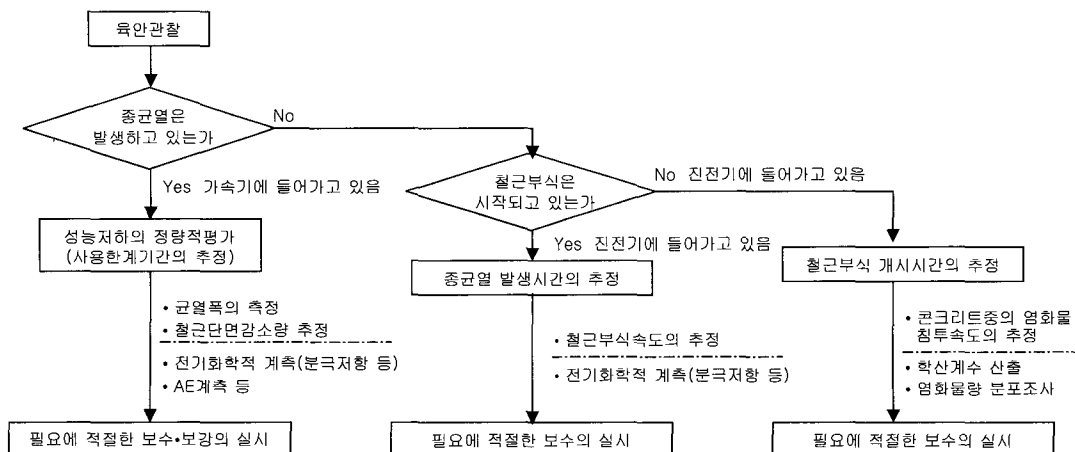 육안관찰
종균열은
발생하고 있는가
No
Yes 가속기에 들어가고 있음
철근부식은
시작되고 있는가
No 진전기에 들어가고 있음
성능저하의 정량적평가
(사용한계기간의 추정)
Yes 진전기에 들어가고 있음
종균열 발생시간의 추정
철근부식 개시시간의 추정
• 균열폭의 측정
• 철근단면감소량 추정
• 전기화학적 계측(분극저항 등)
• AE계측 등
• 철근부식속도의 추정
• 전기화학적 계측(분극저항 등)
• 콘크리트중의 염화물
침투속도의 추정
• 학산계수 산출
• 염화물량 분포조사
필요에 적절한 보수•보강의 실시
필요에 적절한 보수의 실시
필요에 적절한 보수의 실시